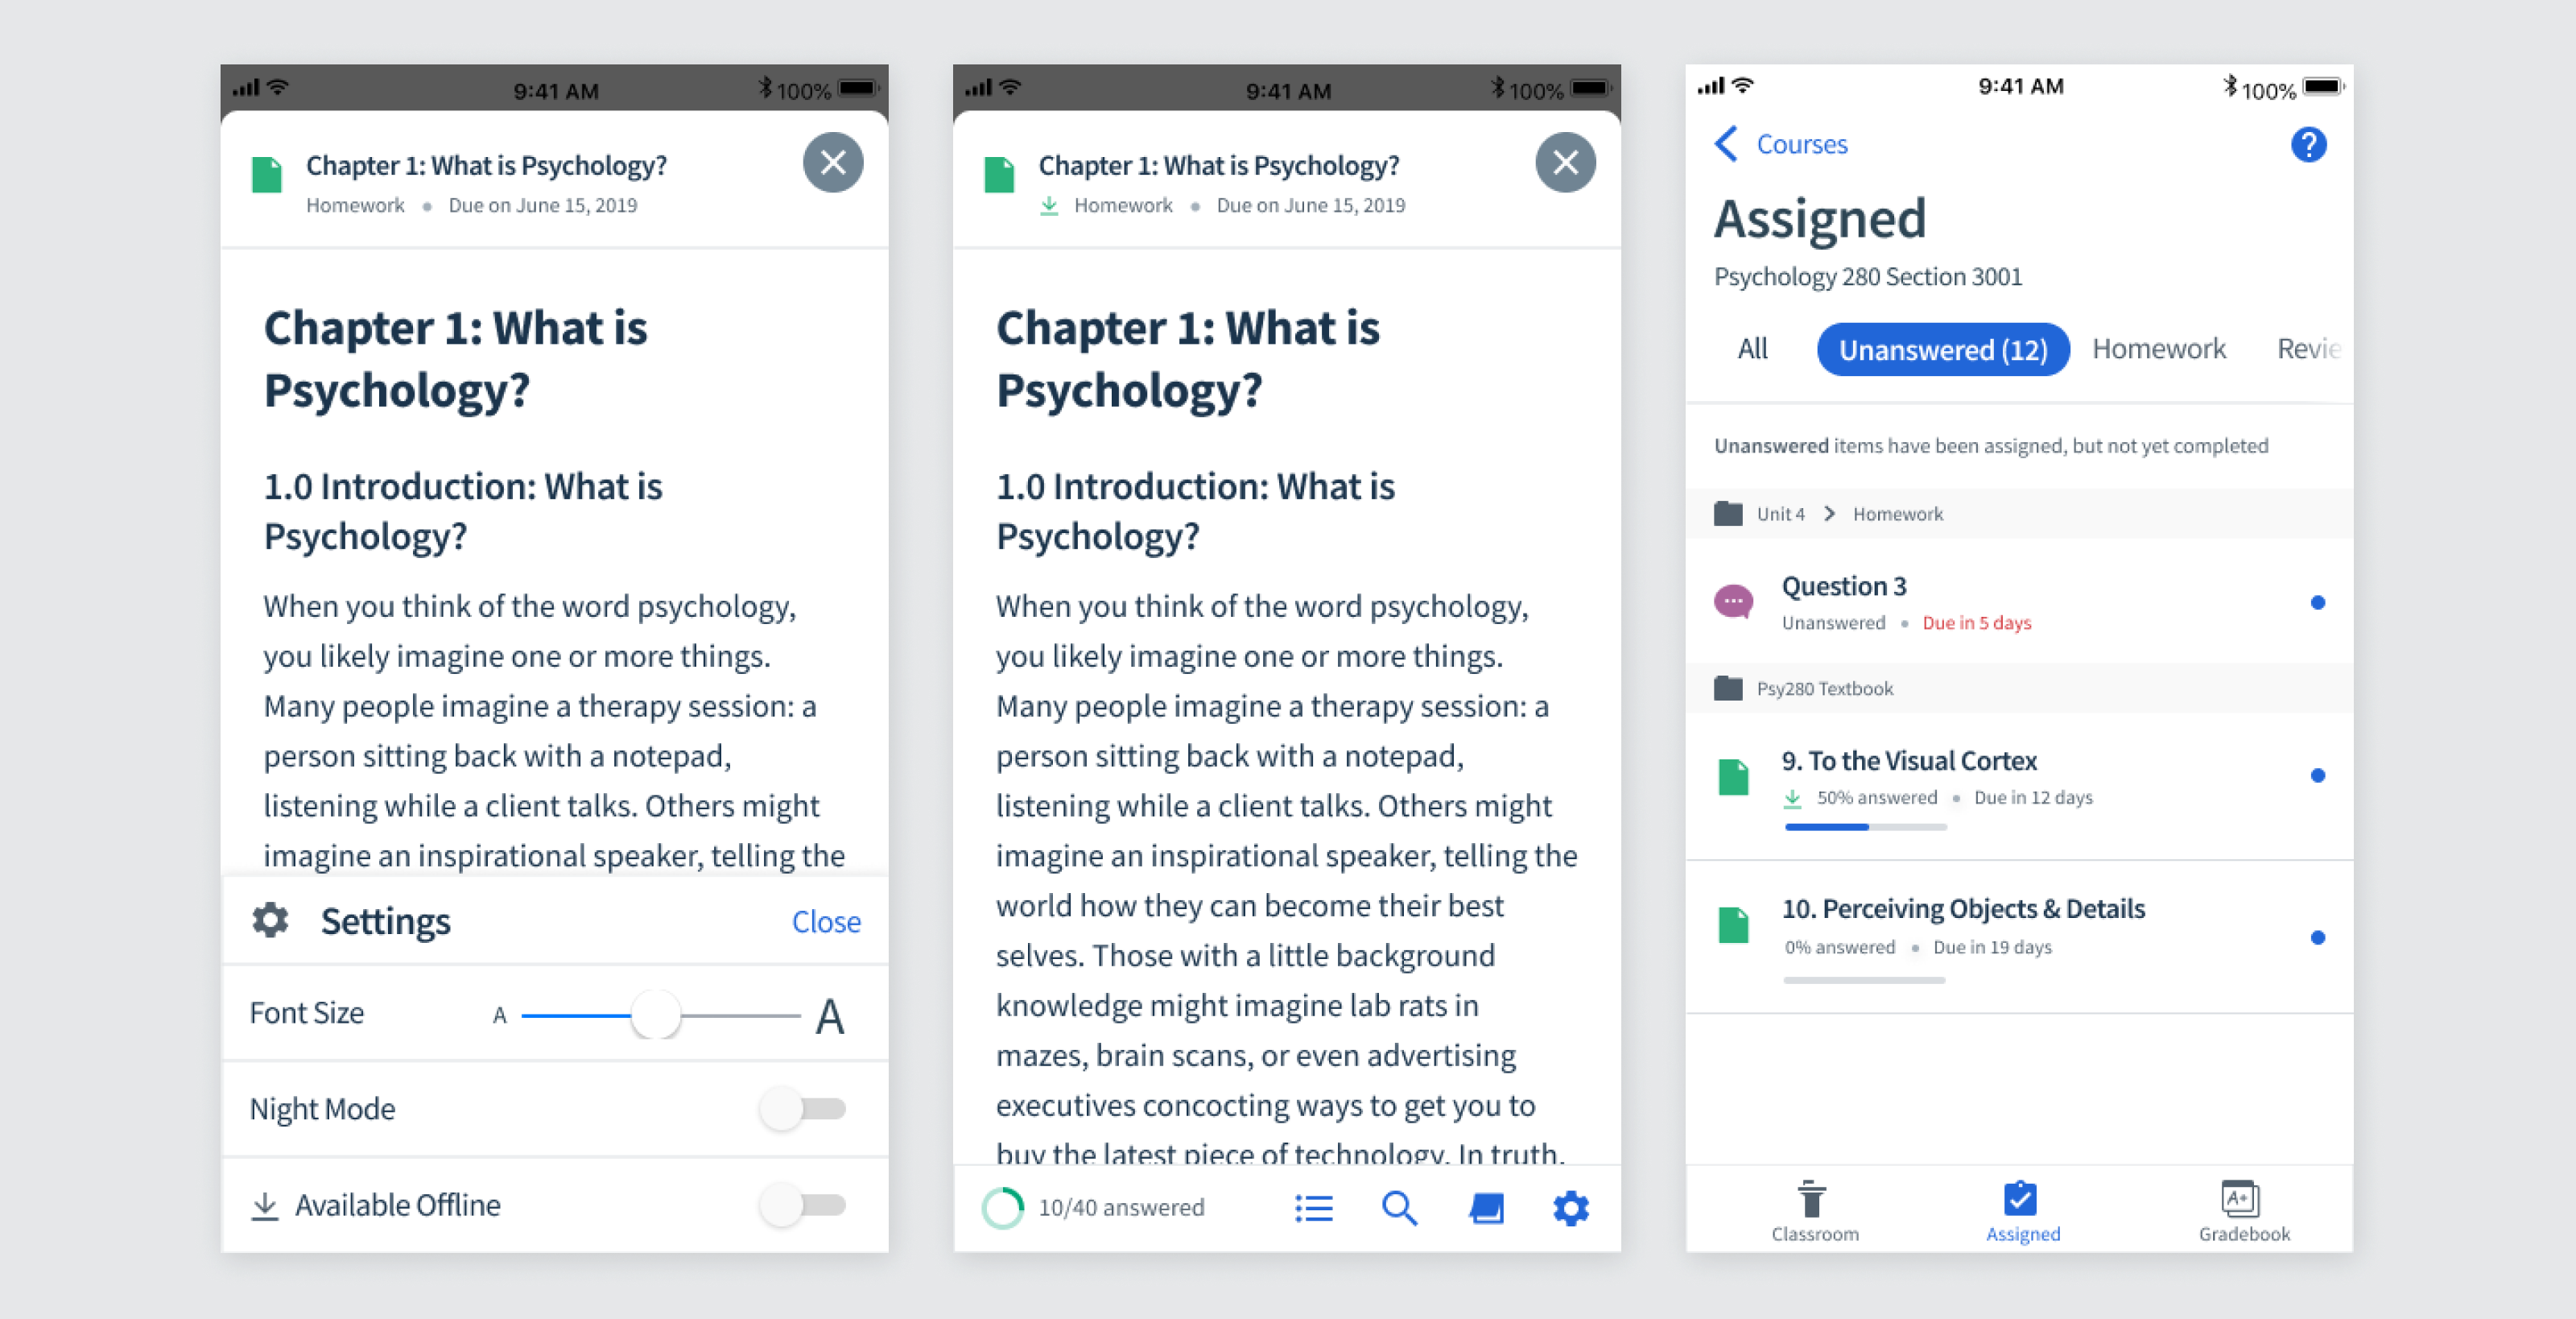 9:41 AM
100%
Chapter 1: What is Psychology?
Homework • Due on June 15, 2019
Chapter 1: What is
Psychology?
1.0 Introduction: What is
Psychology?
When you think of the word psychology,
you likely imagine one or more things.
Many people imagine a therapy session: a
person sitting back with a notepad,
listening while a client talks. Others might
imagine an inspirational speaker, telling the
Settings
Close
Font Size
A
A
Night Mode
Available Offline
9:41 AM
100%
Chapter 1: What is Psychology?
Homework • Due on June 15, 2019
Chapter 1: What is
Psychology?
1.0 Introduction: What is
Psychology?
When you think of the word psychology,
you likely imagine one or more things.
Many people imagine a therapy session: a
person sitting back with a notepad,
listening while a client talks. Others might
imagine an inspirational speaker, telling the
world how they can become their best
selves. Those with a little background
knowledge might imagine lab rats in
mazes, brain scans, or even advertising
executives concocting ways to get you to
buy the latest piece of technology. In truth,
10/40 answered
9:41 AM
100%
Courses
?
Assigned
Psychology 280 Section 3001
All
Unanswered (12)
Homework
Revie
Unanswered items have been assigned, but not yet completed
Unit 4 > Homework
Question 3
Unanswered • Due in 5 days
Psy280 Textbook
9. To the Visual Cortex
50% answered • Due in 12 days
10. Perceiving Objects & Details
0% answered • Due in 19 days
A+
Classroom
Assigned
Gradebook